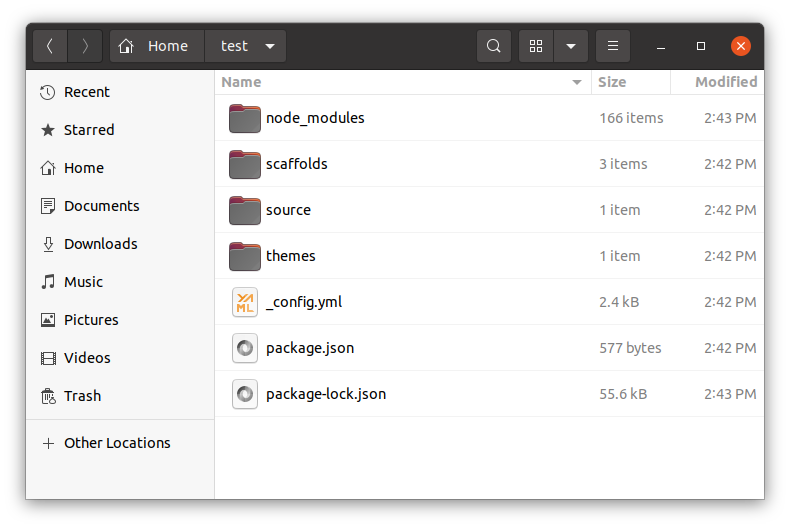 Home test
Name Size Modified
Recent
Starred
Home
Documents
Downloads
Music
Pictures
Videos
Trash
Other Locations
node_modules 166 items 2:43 PM
scaffolds 3 items 2:42 PM
source 1 item 2:42 PM
themes 1 item 2:42 PM
YAML _config.yml 2.4 kB 2:42 PM
package.json 577 bytes 2:42 PM
package-lock.json 55.6 kB 2:43 PM